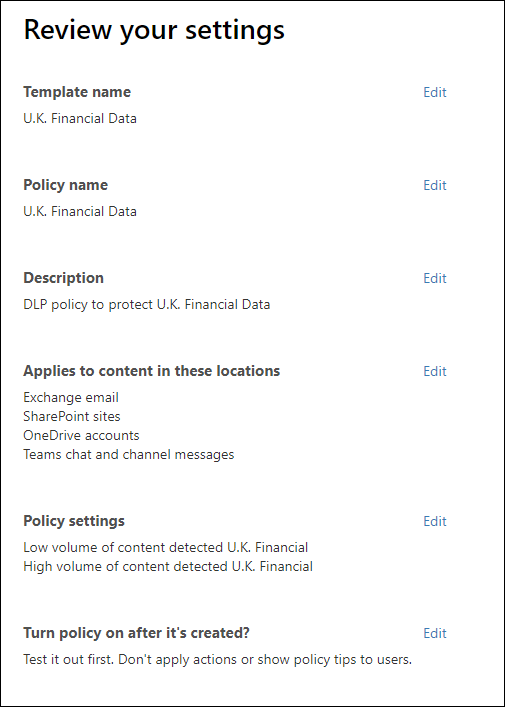 Review your settings
Template name Edit
U.K. Financial Data
Policy name Edit
U.K. Financial Data
Description Edit
DLP policy to protect U.K. Financial Data
Applies to content in these locations Edit
Exchange email
SharePoint sites
OneDrive accounts
Teams chat and channel messages
Policy settings Edit
Low volume of content detected U.K. Financial
High volume of content detected U.K. Financial
Turn policy on after it's created? Edit
Test it out first. Don't apply actions or show policy tips to users.